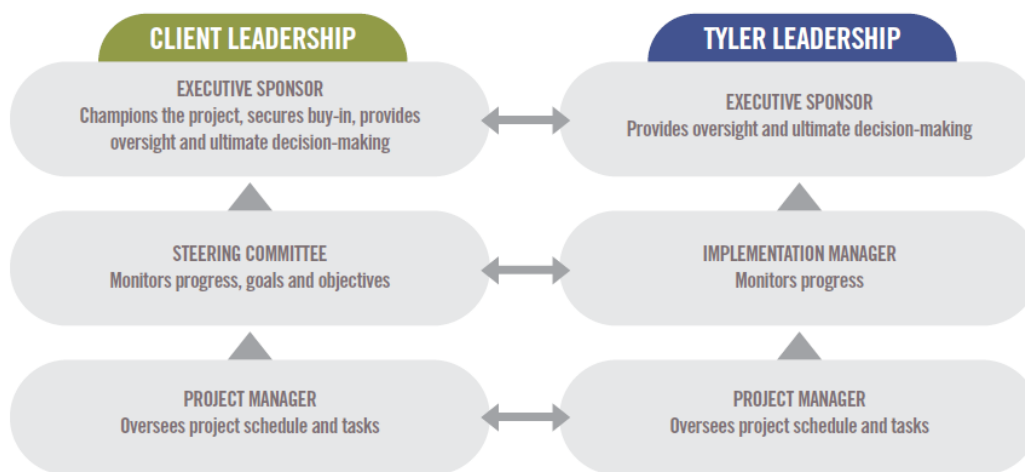 CLIENT LEADERSHIP
EXECUTIVE SPONSOR
Champions the project, secures buy-in, provides
oversight and ultimate decision-making
STEERING COMMITTEE
Monitors progress, goals and objectives
PROJECT MANAGER
Oversees project schedule and tasks
TYLER LEADERSHIP
EXECUTIVE SPONSOR
Provides oversight and ultimate decision-making
IMPLEMENTATION MANAGER
Monitors progress
PROJECT MANAGER
Oversees project schedule and tasks